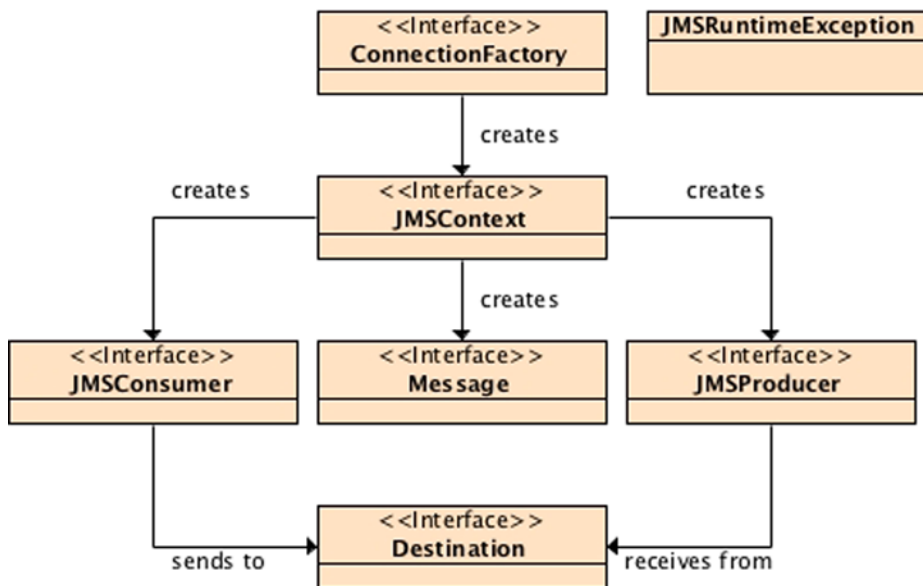 <<Interface>>
ConnectionFactory
JMSRuntimeException
creates
creates
<<Interface>>
JMSContext
creates
creates
<<Interface>>
JMSConsumer
<<Interface>>
Message
<<Interface>>
JMSProducer
<<Interface>>
Destination
sends to
receives from